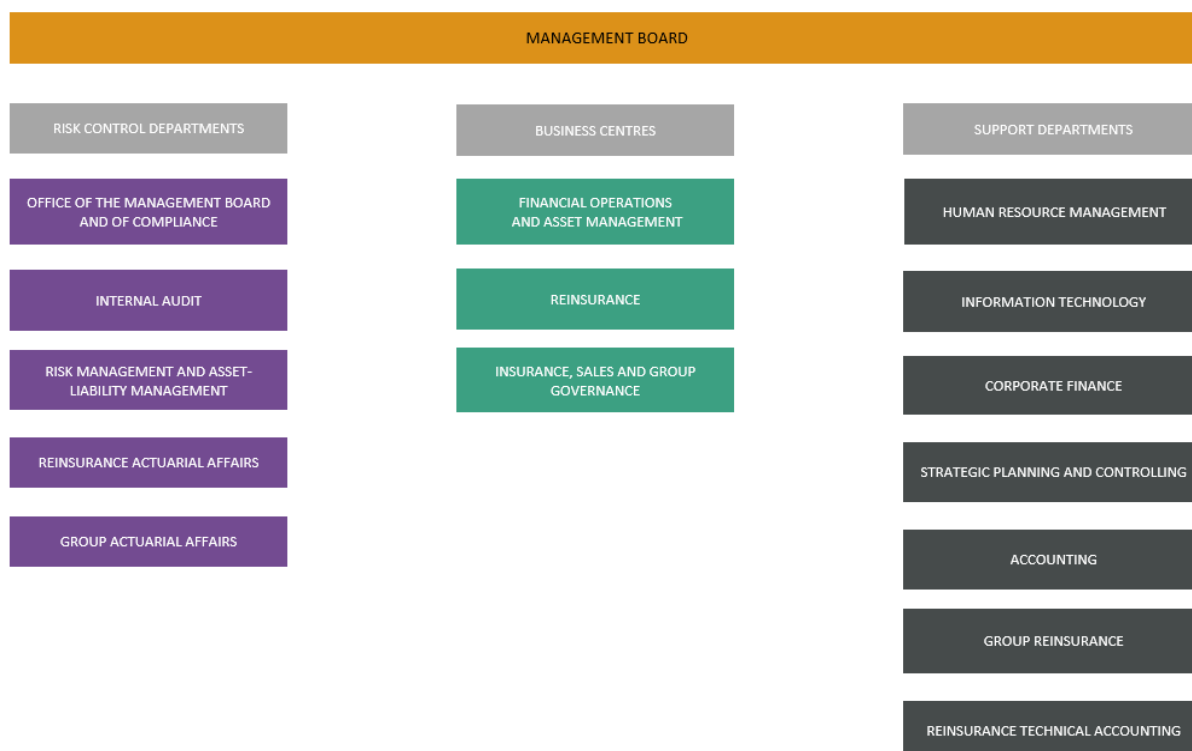 MANAGEMENT BOARD
RISK CONTROL DEPARTMENTS
OFFICE OF THE MANAGEMENT BOARD
AND OF COMPLIANCE
INTERNAL AUDIT
RISK MANAGEMENT AND ASSET-
LIABILITY MANAGEMENT
REINSURANCE ACTUARIAL AFFAIRS
GROUP ACTUARIAL AFFAIRS
BUSINESS CENTRES
FINANCIAL OPERATIONS
AND ASSET MANAGEMENT
REINSURANCE
INSURANCE, SALES AND GROUP
GOVERNANCE
SUPPORT DEPARTMENTS
HUMAN RESOURCE MANAGEMENT
INFORMATION TECHNOLOGY
CORPORATE FINANCE
STRATEGIC PLANNING AND CONTROLLING
ACCOUNTING
GROUP REINSURANCE
REINSURANCE TECHNICAL ACCOUNTING